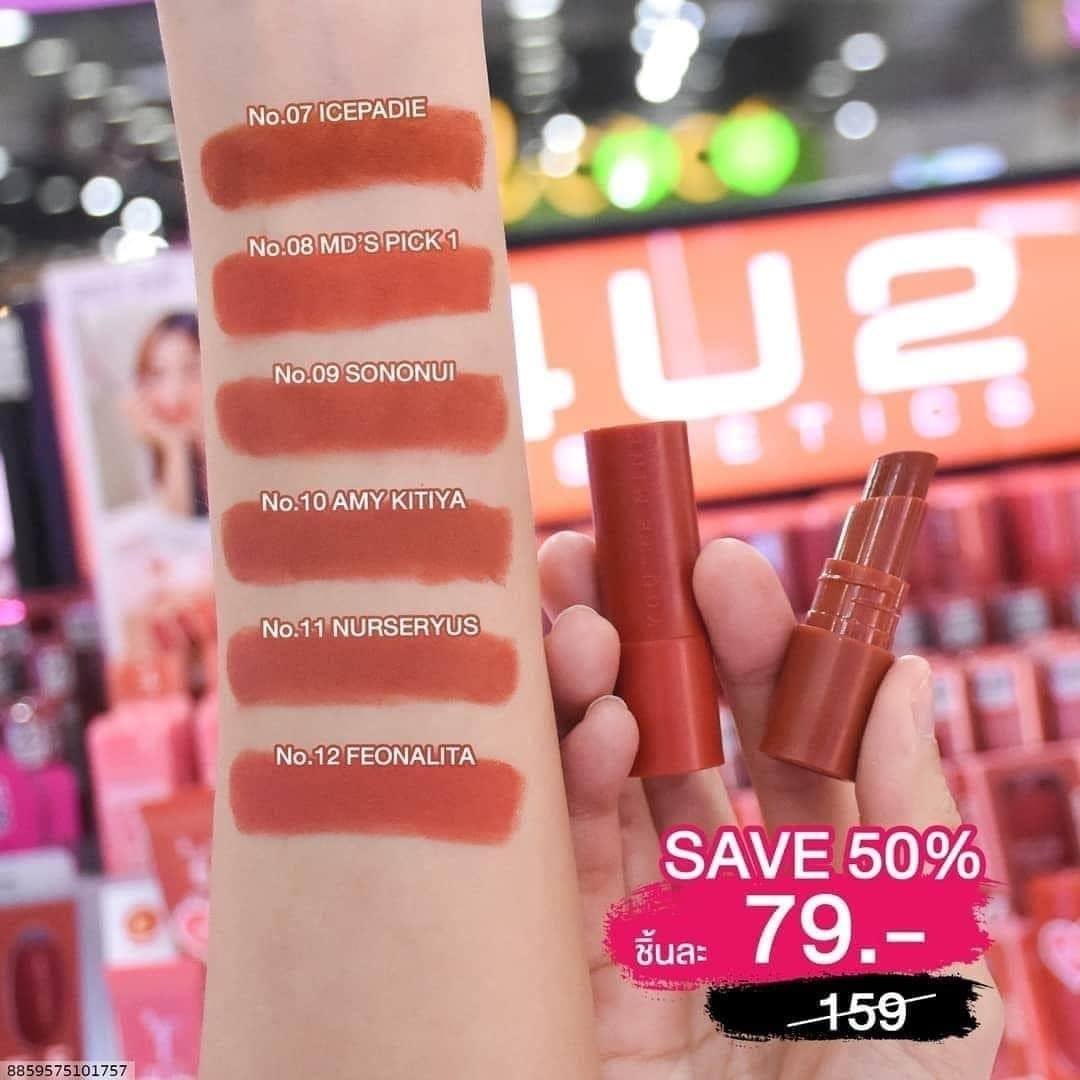 No.07 ICEPADIE
No.08 MD'S PICK 1
No.09 SONONUI
No.10 AMY KITIYA
No.11 NURSERYUS
No.12 FEONALITA
4U2
SAVE 50%
ชิ้นละ 79.-
159
8859575101757